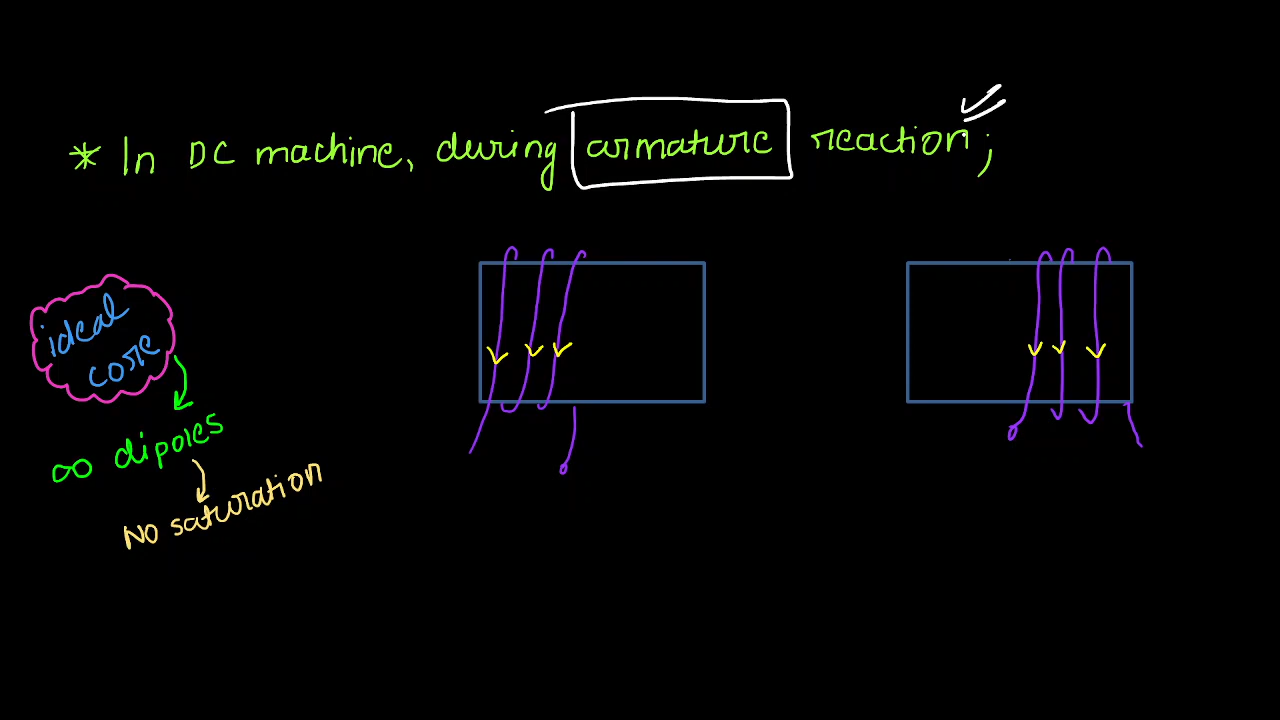 * In DC machine, during armature reaction;
ideal
core
∞ dipoles
No saturation